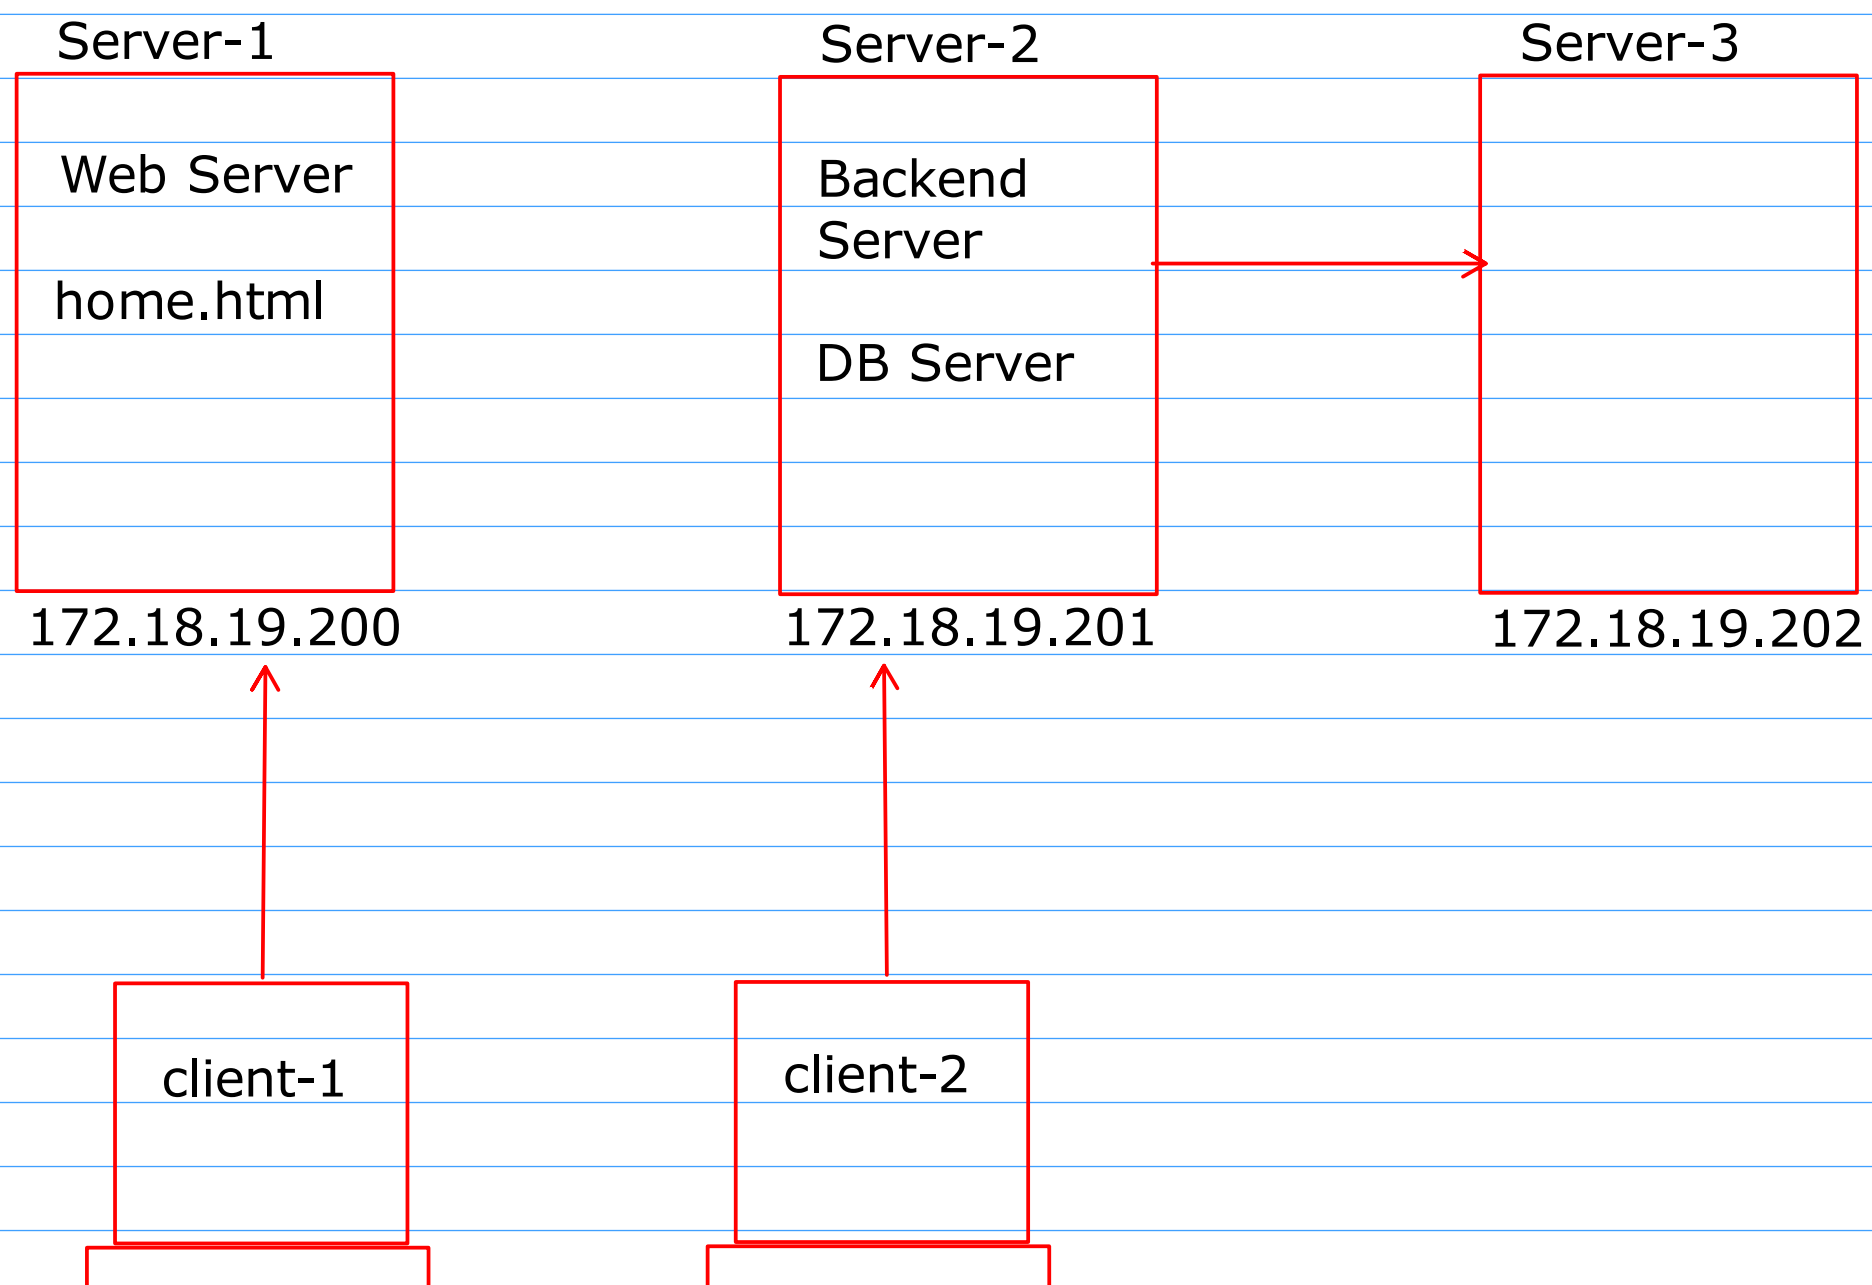 Server-1
Server-2
Server-3
Web Server
home.html
Backend
Server
DB Server
172.18.19.200
172.18.19.201
172.18.19.202
client-1
client-2